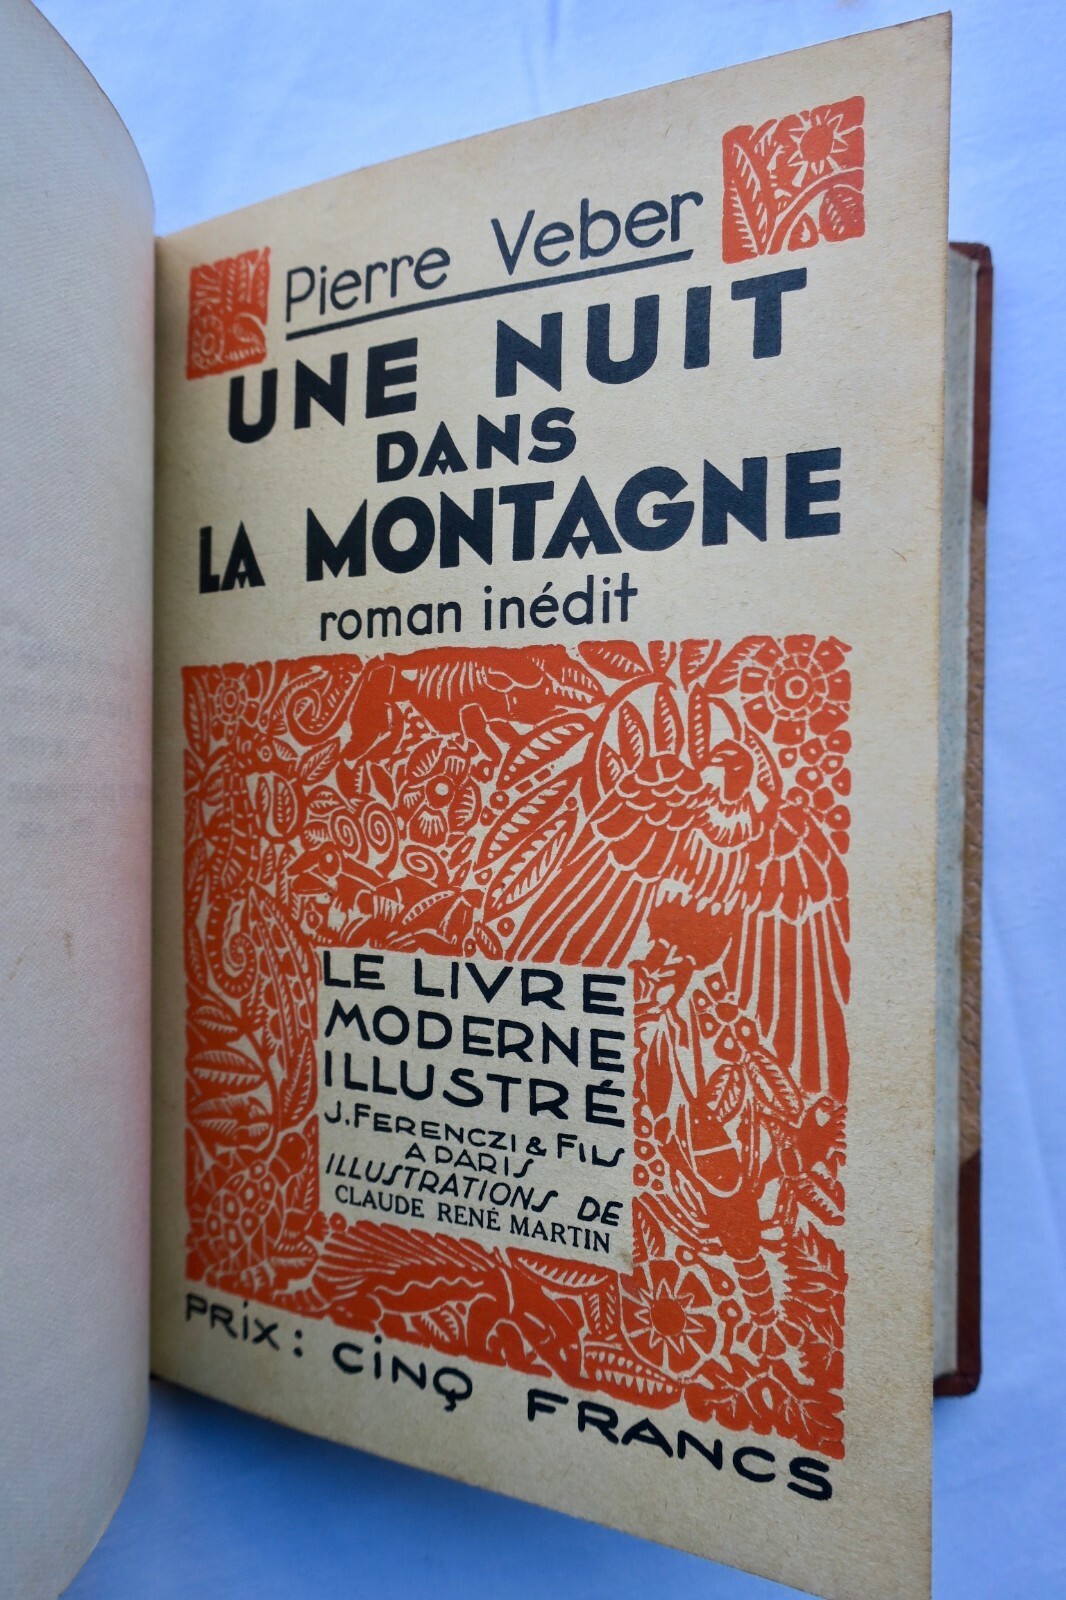 Pierre Veber
UNE NUIT
DANS
LA MONTAGNE
roman inédit
LE LIVRE
MODERNE
ILLUSTRÉ
J. FERENCZI & FILS
A PARIS
ILLUSTRATIONS DE
CLAUDE RENÉ MARTIN
PRIX: CINQ FRANCS